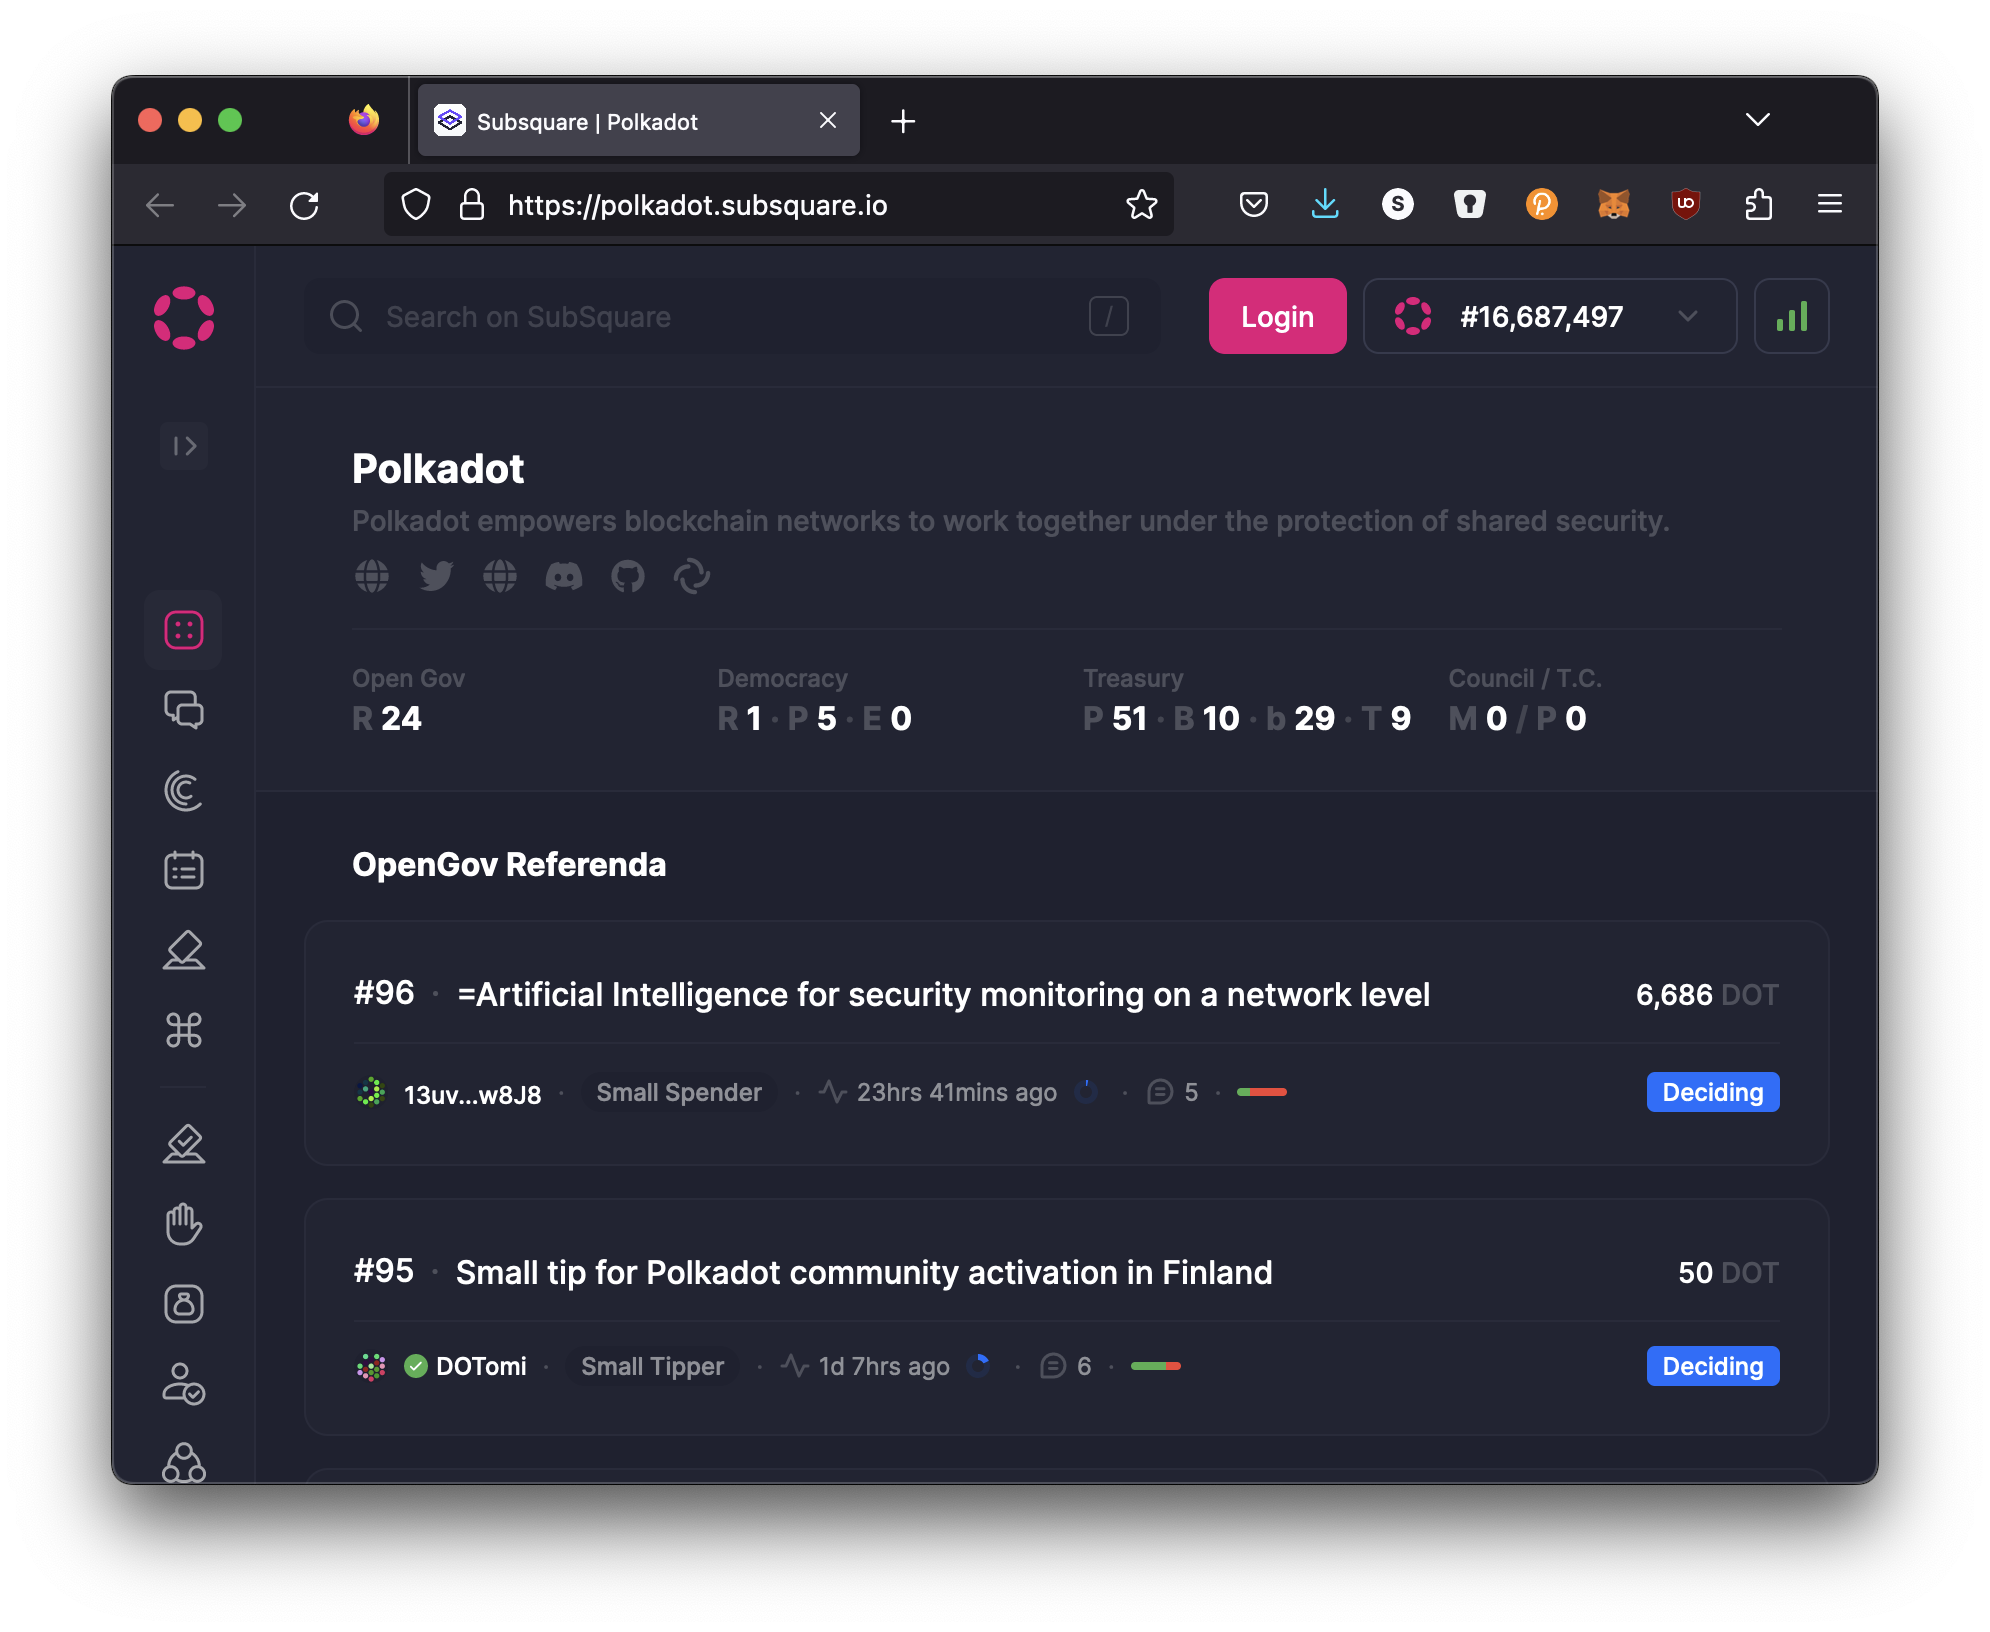 Subsquare | Polkadot
https://polkadot.subsquare.io
S
UO
Search on SubSquare /
Login
#16,687,497
Polkadot
Polkadot empowers blockchain networks to work together under the protection of shared security.
Open Gov
R 24
Democracy
R 1 · P 5 · E 0
Treasury
P 51 · B 10 · b 29 · T 9
Council / T.C.
M 0 / P 0
OpenGov Referenda
#96 · =Artificial Intelligence for security monitoring on a network level 6,686 DOT
13uv...w8J8 · Small Spender · 23hrs 41mins ago · 5 · Deciding
#95 · Small tip for Polkadot community activation in Finland 50 DOT
DOTomi · Small Tipper · 1d 7hrs ago · 6 · Deciding